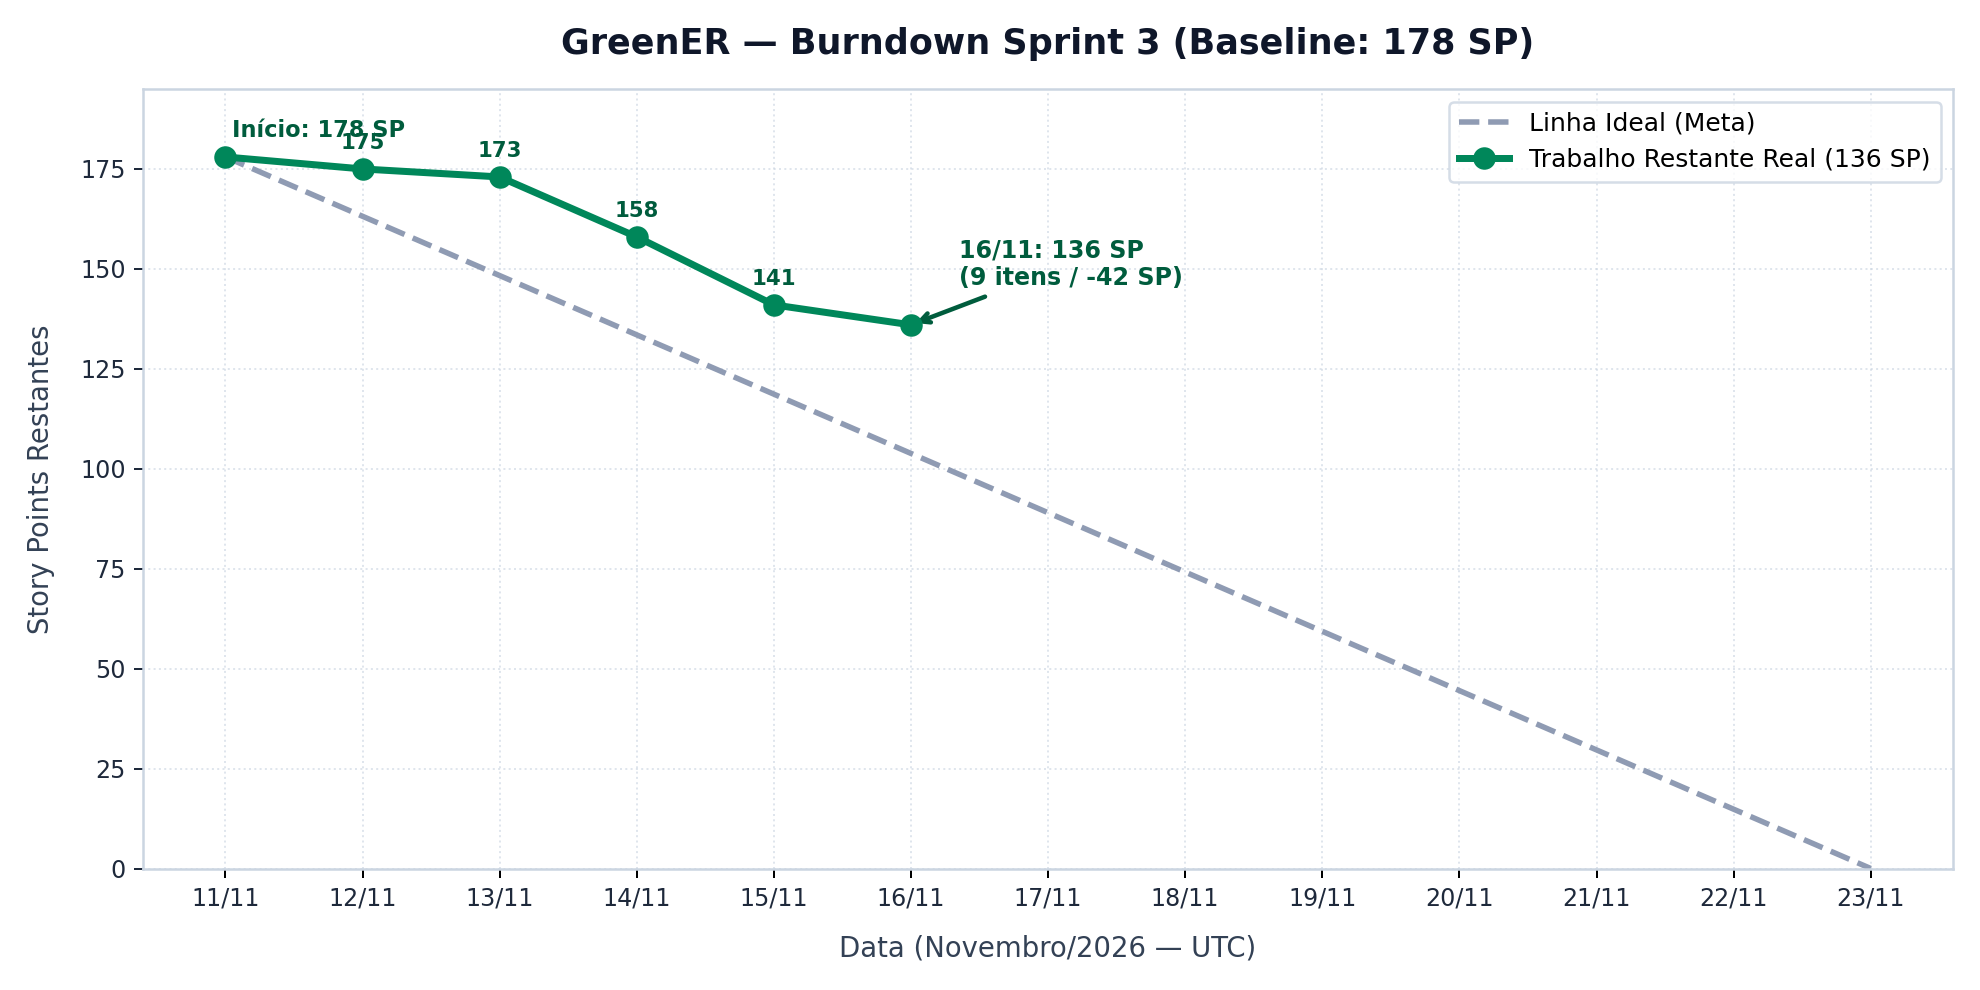 GreenER — Burndown Sprint 3 (Baseline: 178 SP)
Linha Ideal (Meta)
Trabalho Restante Real (136 SP)
Início: 178 SP
175
173
158
141
16/11: 136 SP
(9 itens / -42 SP)
Story Points Restantes
175
150
125
100
75
50
25
0
11/11 12/11 13/11 14/11 15/11 16/11 17/11 18/11 19/11 20/11 21/11 22/11 23/11
Data (Novembro/2026 — UTC)